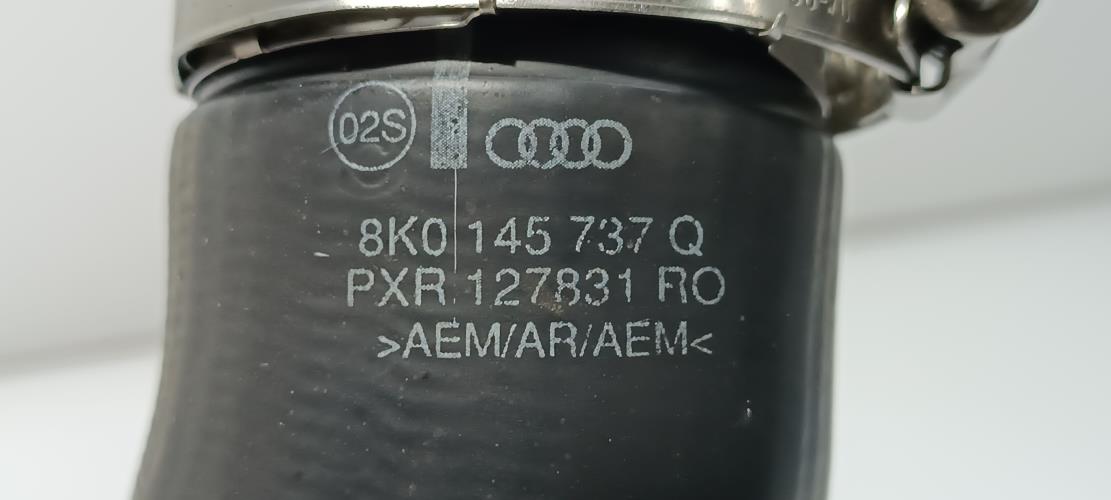 02S
8K0 145 737 Q
PXR 127831 RO
>AEM/AR/AEM<